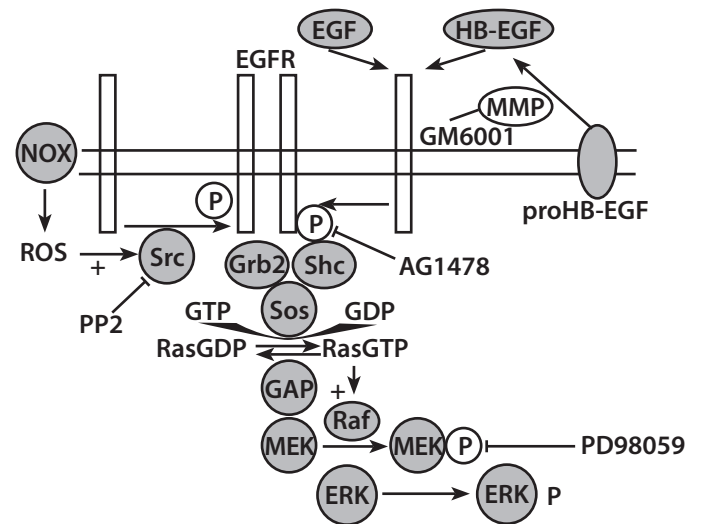 EGF
HB-EGF
EGFR
MMP
GM6001
NOX
proHB-EGF
P
P
ROS
+
Src
Grb2
Shc
AG1478
PP2
GTP
Sos
GDP
RasGDP
RasGTP
GAP
+
Raf
MEK
MEK
P
PD98059
ERK
ERK
P